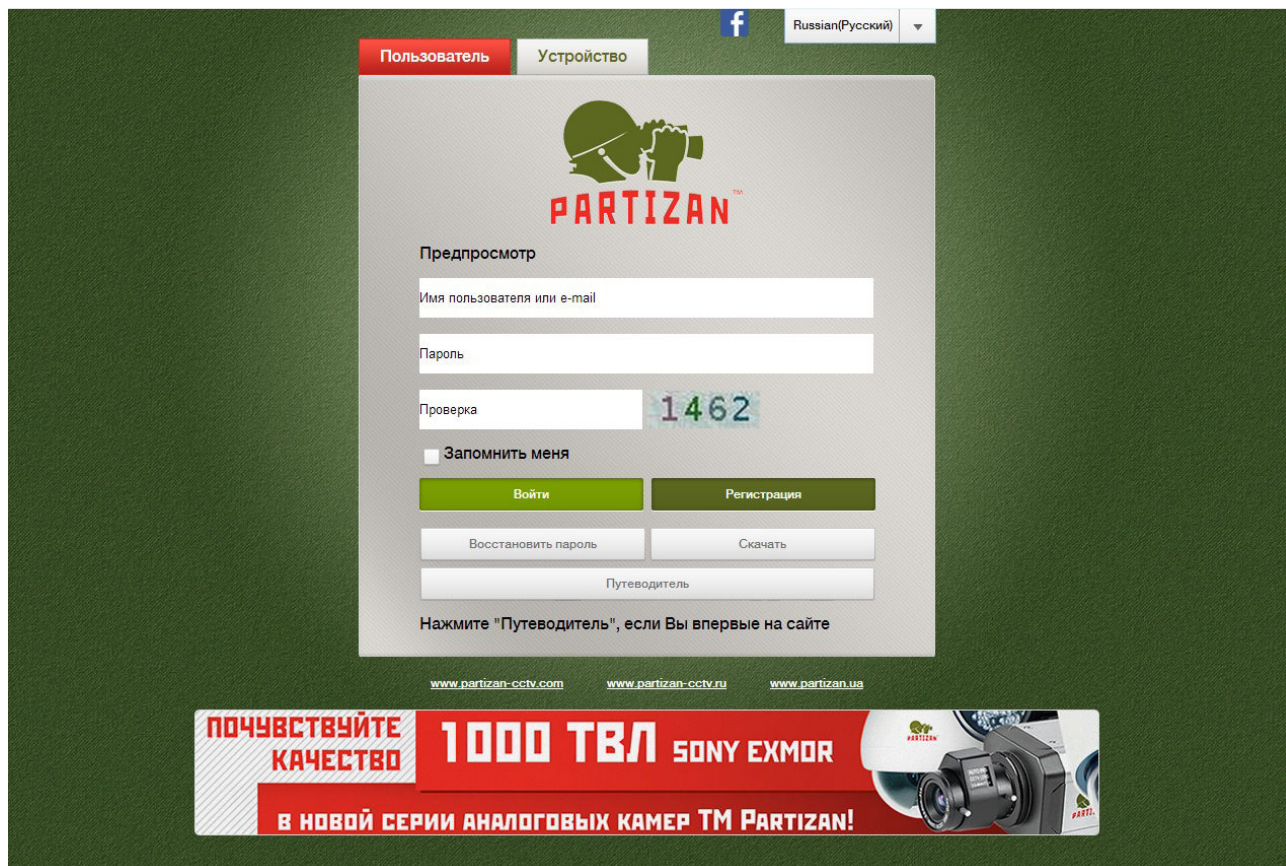 Russian(Русский)
Пользователь
Устройство
PARTIZAN™
Предпросмотр
Имя пользователя или e-mail
Пароль
Проверка
1462
Запомнить меня
Войти
Регистрация
Восстановить пароль
Скачать
Путеводитель
Нажмите "Путеводитель", если Вы впервые на сайте
www.partizan-cctv.com
www.partizan-cctv.ru
www.partizan.ua
ПОЧУВСТВУЙТЕ
КАЧЕСТВО
1000 ТВЛ SONY EXMOR
В НОВОЙ СЕРИИ АНАЛОГОВЫХ КАМЕР ТМ PARTIZAN!
PARTIZAN